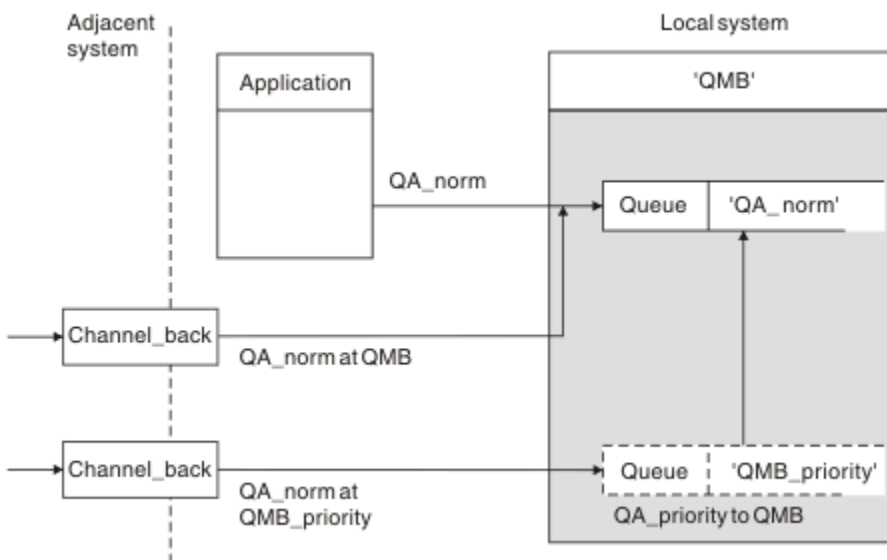 Adjacent
system
Local system
Application
'QMB'
QA_norm
Queue
'QA_norm'
Channel_back
QA_norm at QMB
Channel_back
Queue
'QMB_priority'
QA_norm at
QMB_priority
QA_priority to QMB